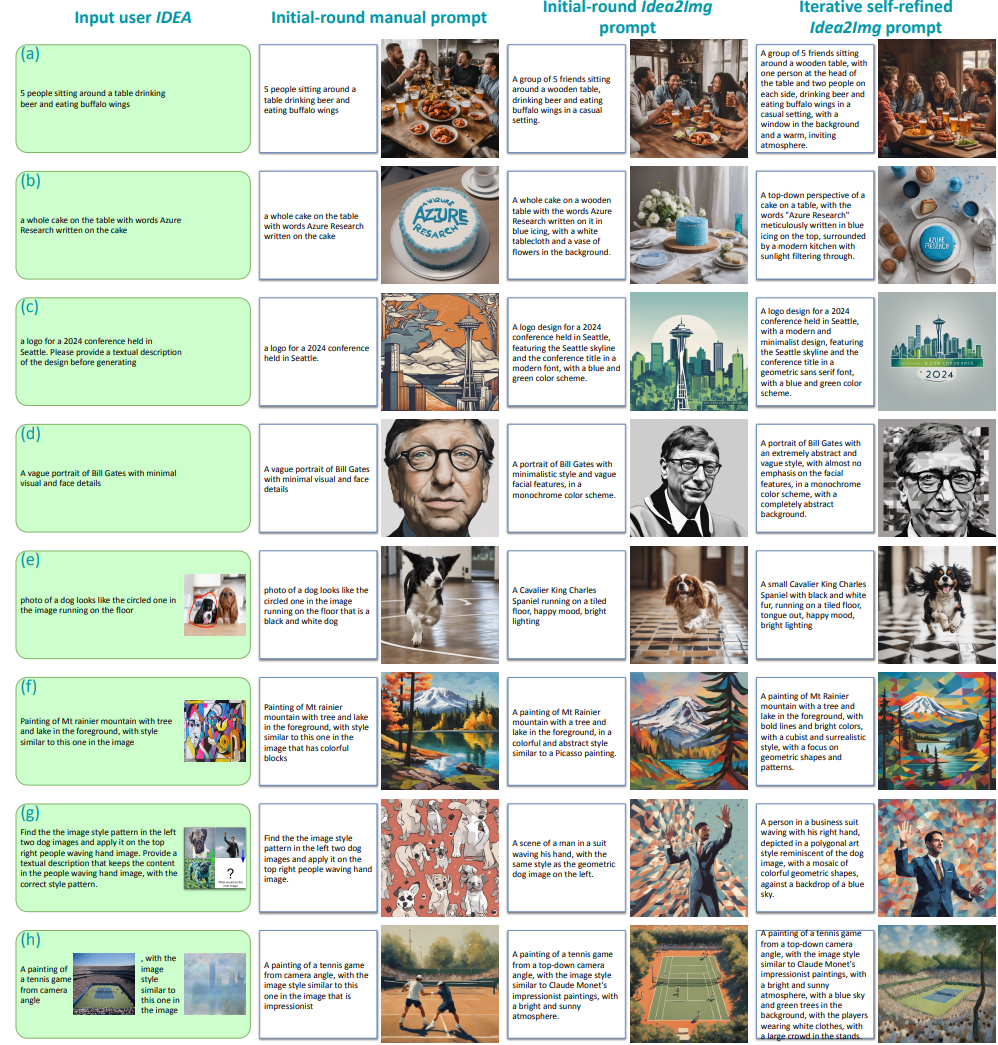 Input user IDEA
Initial-round manual prompt
Initial-round Idea2Img
prompt
Iterative self-refined
Idea2Img prompt
(a)
5 people sitting around a table drinking
beer and eating buffalo wings
5 people sitting around a
table drinking beer and
eating buffalo wings
A group of 5 friends sitting
around a wooden table,
drinking beer and eating
buffalo wings in a casual
setting.
A group of 5 friends sitting
around a wooden table, with
one person at the head of
the table and two people on
each side, drinking beer and
eating buffalo wings in a
casual setting, with a
window in the background
and a warm, inviting
atmosphere.
(b)
a whole cake on the table with words Azure
Research written on the cake
a whole cake on the table
with words Azure Research
written on the cake
AZURE
A whole cake on a wooden
table with the words Azure
Research written on it in
blue icing, with a white
tablecloth and a vase of
flowers in the background.
A top-down perspective of a
cake on a table, with the
words "Azure Research"
meticulously written in blue
icing on the top, surrounded
by a modern kitchen with
sunlight filtering through.
AZURE
(c)
a logo for a 2024 conference held in
Seattle. Please provide a textual description
of the design before generating
a logo for a 2024 conference
held in Seattle.
A logo design for a 2024
conference held in Seattle,
featuring the Seattle skyline
and the conference title in a
modern font, with a blue and
green color scheme.
A logo design for a 2024
conference held in Seattle,
with a modern and
minimalist design, featuring
the Seattle skyline and the
conference title in a
geometric sans serif font,
with a blue and green color
scheme.
2024
(d)
A vague portrait of Bill Gates with minimal
visual and face details
A vague portrait of Bill Gates
with minimal visual and face
details
A portrait of Bill Gates with
minimalistic style and vague
facial features, in a
monochrome color scheme.
A portrait of Bill Gates with
an extremely abstract and
vague style, with almost no
emphasis on the facial
features, in a monochrome
color scheme, with a
completely abstract
background.
(e)
photo of a dog looks like the circled one in
the image running on the floor
photo of a dog looks like the
circled one in the image
running on the floor that is a
black and white dog
A Cavalier King Charles
Spaniel running on a tiled
floor, happy mood, bright
lighting
A small Cavalier King Charles
Spaniel with black and white
fur, running on a tiled floor,
tongue out, happy mood,
bright lighting
(f)
Painting of Mt rainier mountain with tree
and lake in the foreground, with style
similar to this one in the image
Painting of Mt rainier
mountain with tree and lake
in the foreground, with style
similar to this one in the
image that has colorful
blocks
A painting of Mt Rainier
mountain with a tree and
lake in the foreground, in a
colorful and abstract style
similar to a Picasso painting.
A painting of Mt Rainier
mountain with a tree and
lake in the foreground, with
bold lines and bright colors,
with a cubist and surrealistic
style, with a focus on
geometric shapes and
patterns.
(g)
Find the the image style pattern in the left
two dog images and apply it on the top
right people waving hand image. Provide a
textual description that keeps the content
in the people waving hand image, with the
correct style pattern.
?
Find the the image style
pattern in the left two dog
images and apply it on the
top right people waving hand
image.
A scene of a man in a suit
waving his hand, with the
same style as the geometric
dog image on the left.
A person in a business suit
waving with his right hand,
depicted in a polygonal art
style reminiscent of the dog
image, with a mosaic of
colorful geometric shapes,
against a backdrop of a blue
sky.
(h)
A painting of
a tennis game
from camera
angle
, with the
image
style
similar to
this one in
the image
A painting of a tennis game
from camera angle, with the
image style similar to this
one in the image that is
impressionist
A painting of a tennis game
from a top-down camera
angle, with the image style
similar to Claude Monet's
impressionist paintings, with
a bright and sunny
atmosphere.
A painting of a tennis game
from a top-down camera
angle, with the image style
similar to Claude Monet's
impressionist paintings, with
a bright and sunny
atmosphere, with a blue sky
and green trees in the
background, with the players
wearing white clothes, with
a large crowd in the stands.